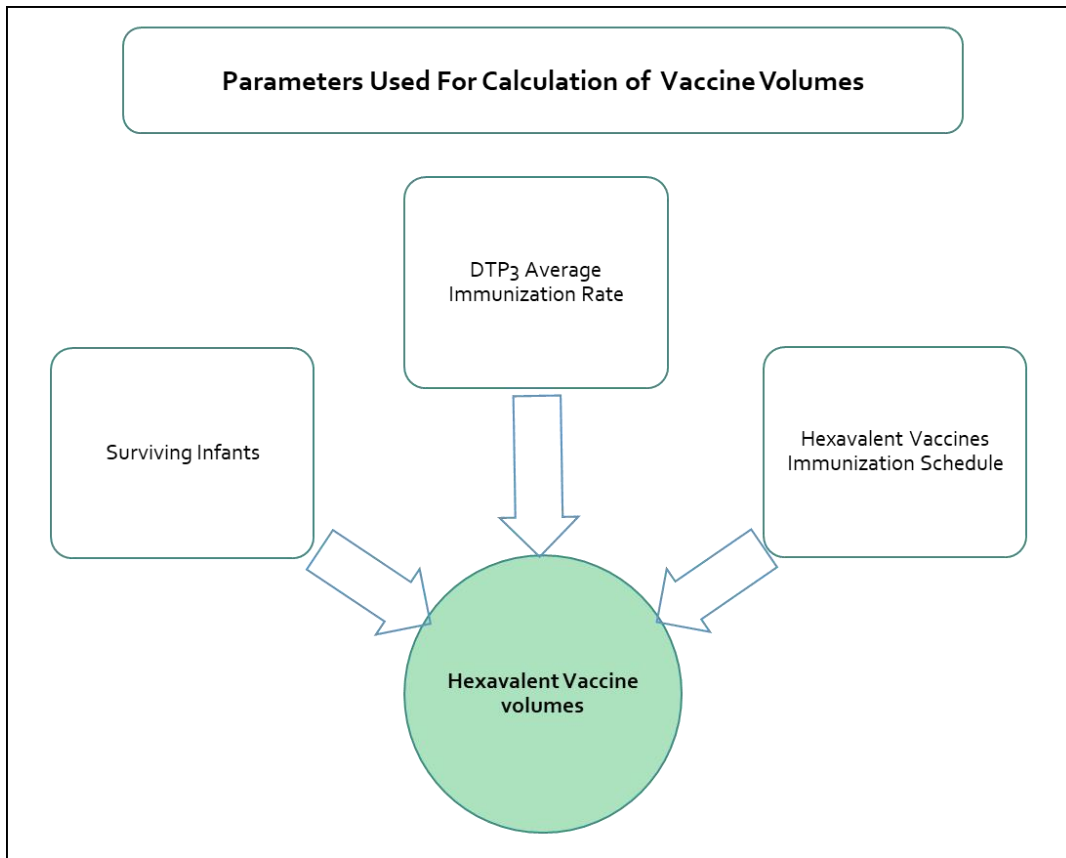 Parameters Used For Calculation of Vaccine Volumes
DTP3 Average
Immunization Rate
Surviving Infants
Hexavalent Vaccines
Immunization Schedule
Hexavalent Vaccine
volumes